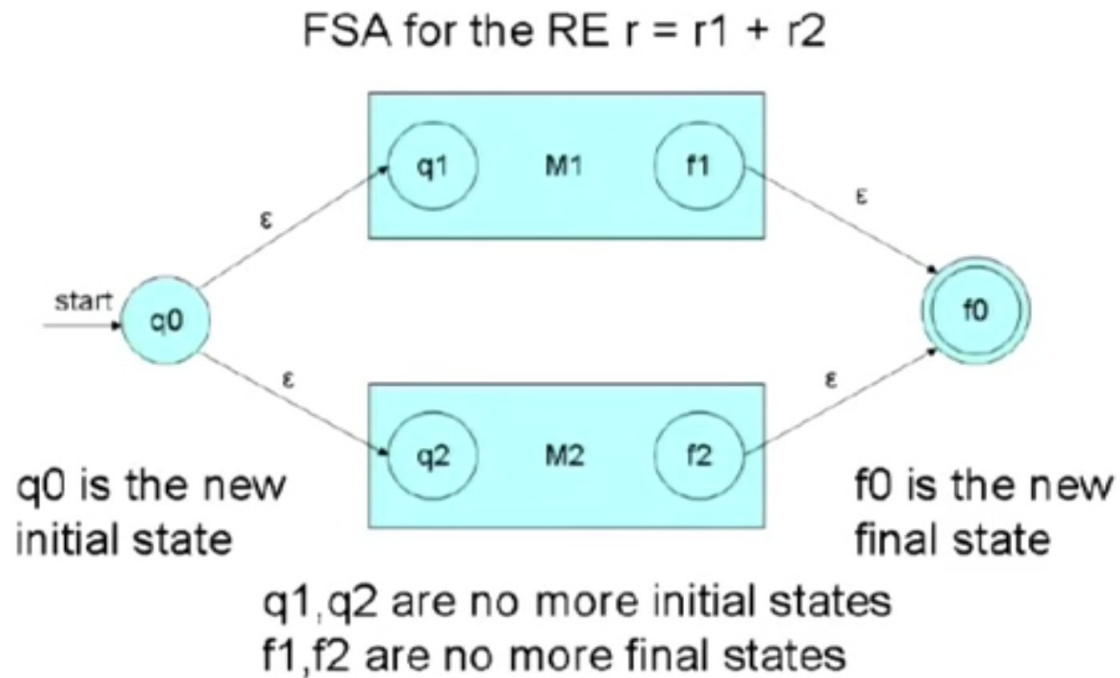 FSA for the RE r = r1 + r2
q1 M1 f1
ε ε
start
q0 f0
ε ε
q2 M2 f2
q0 is the new
initial state
f0 is the new
final state
q1,q2 are no more initial states
f1,f2 are no more final states